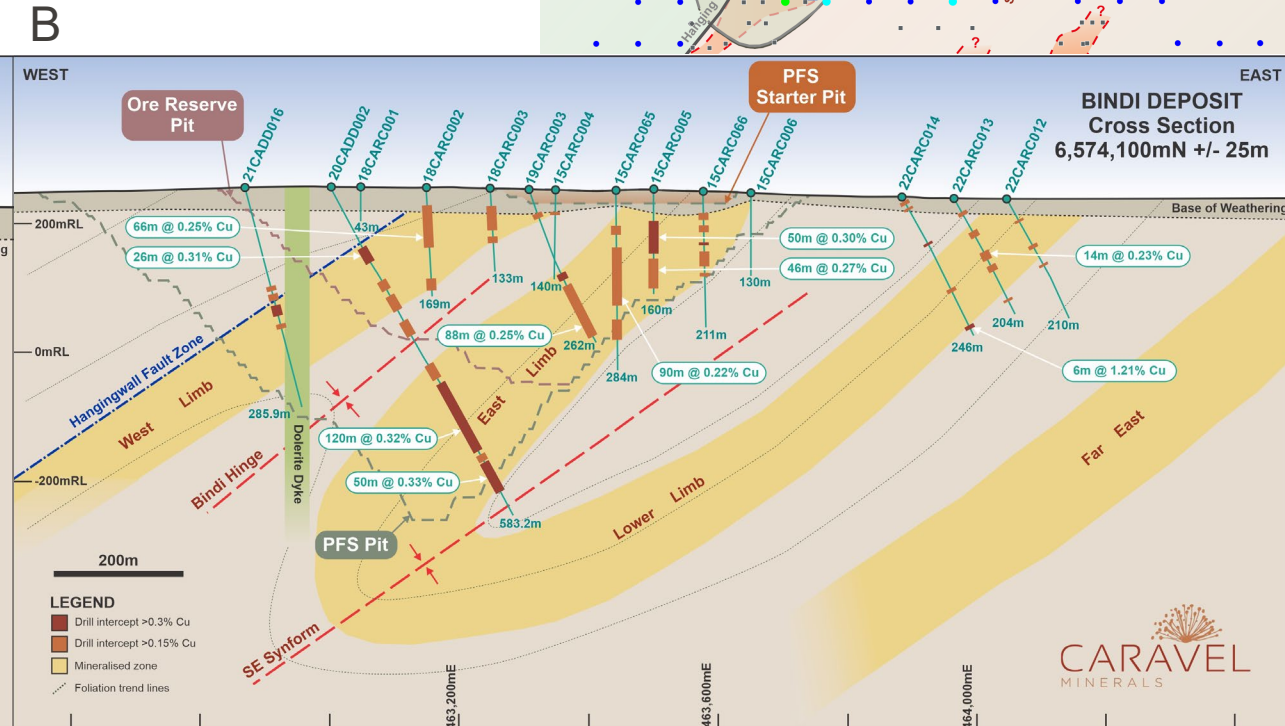 B
Hanging
?
?
WEST
EAST
Ore Reserve
Pit
PFS
Starter Pit
BINDI DEPOSIT
Cross Section
6,574,100mN +/- 25m
21CADD016
20CADD002
18CARC001
18CARC002
18CARC003
19CARC003
15CARC004
15CARC065
15CARC005
15CARC066
15CARC006
22CARC014
22CARC013
22CARC012
Base of Weathering
200mRL
0mRL
-200mRL
g
66m @ 0.25% Cu
26m @ 0.31% Cu
43m
50m @ 0.30% Cu
46m @ 0.27% Cu
14m @ 0.23% Cu
133m
140m
130m
169m
160m
204m
210m
211m
88m @ 0.25% Cu
262m
246m
284m
90m @ 0.22% Cu
6m @ 1.21% Cu
285.9m
Hangingwall Fault Zone
West Limb
East Limb
Lower Limb
Far East
Bindi Hinge
Dolerite Dyke
120m @ 0.32% Cu
50m @ 0.33% Cu
583.2m
PFS Pit
SE Synform
200m
LEGEND
Drill intercept >0.3% Cu
Drill intercept >0.15% Cu
Mineralised zone
Foliation trend lines
463,200mE
463,600mE
464,000mE
CARAVEL
MINERALS